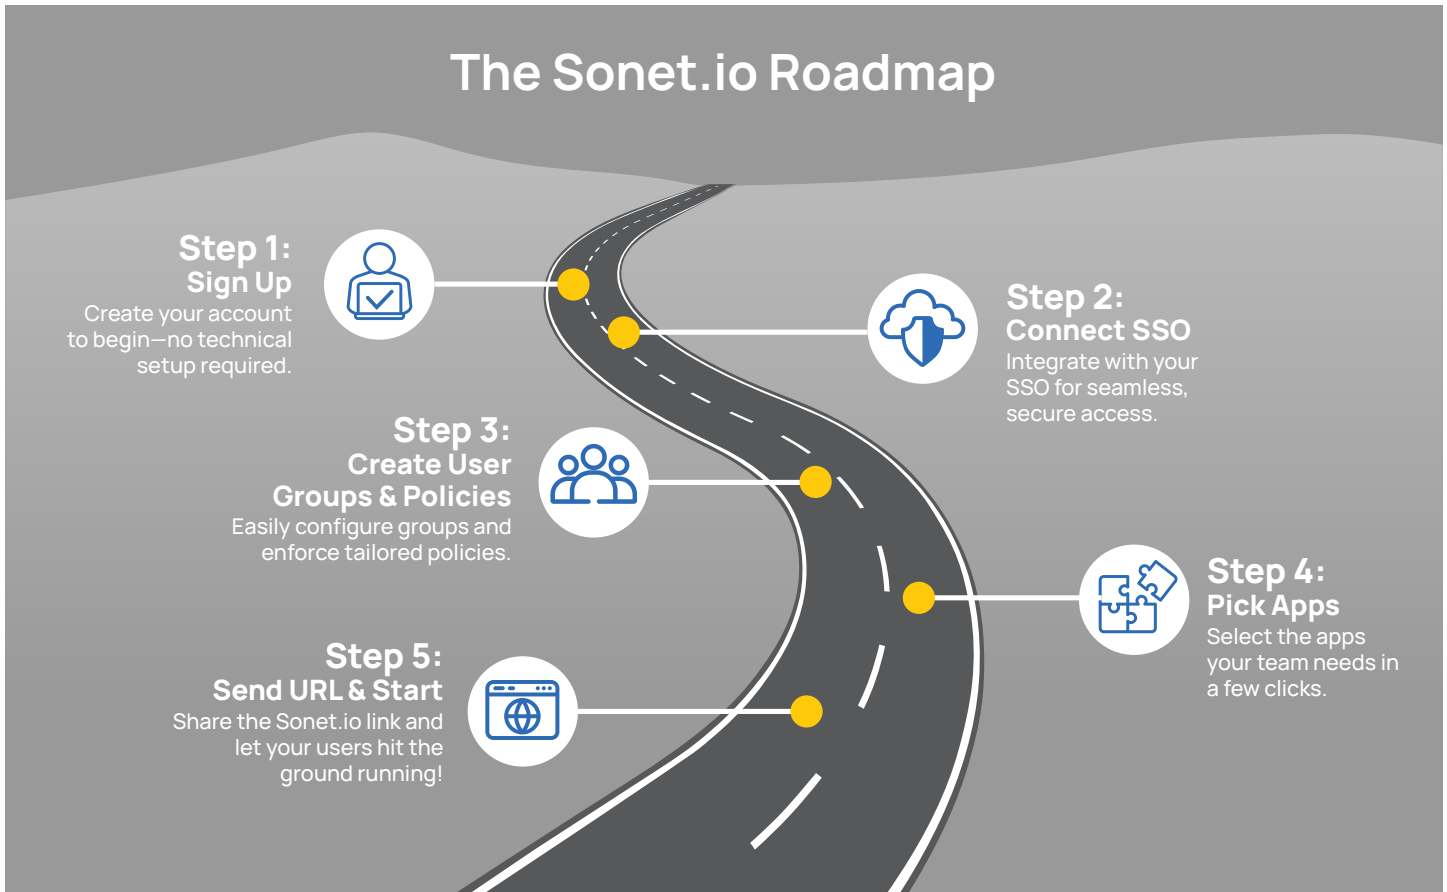 The Sonet.io Roadmap
Step 1:
Sign Up
Create your account
to begin—no technical
setup required.
Step 2:
Connect SSO
Integrate with your
SSO for seamless,
secure access.
Step 3:
Create User
Groups & Policies
Easily configure groups and
enforce tailored policies.
Step 4:
Pick Apps
Select the apps
your team needs in
a few clicks.
Step 5:
Send URL & Start
Share the Sonet.io link and
let your users hit the
ground running!